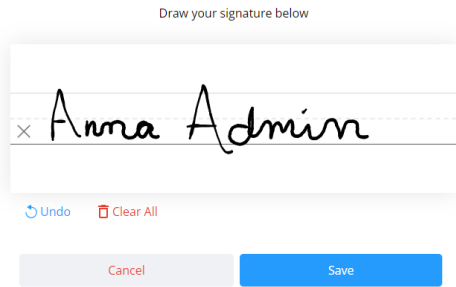 Draw your signature below
Anna Admin
Undo
Clear All
Cancel
Save